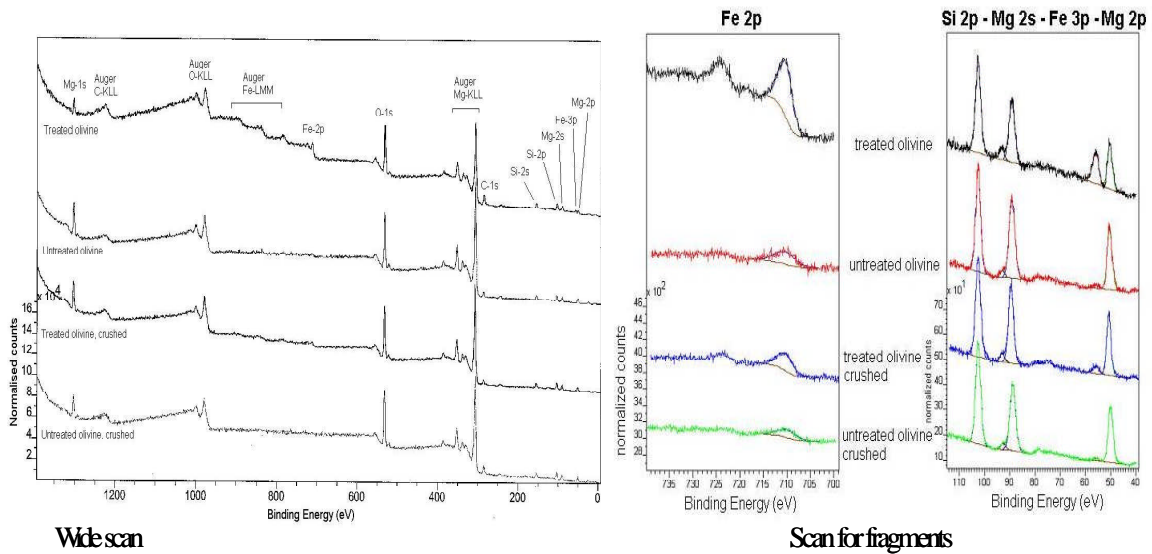 Fe 2p
Si 2p - Mg 2s - Fe 3p - Mg 2p
Mg-1s
Auger
C-KLL
Auger
O-KLL
Auger
Fe-LMM
Fe-2p
O-1s
Auger
Mg-KLL
C-1s
Si-2s
Si-2p
Mg-2s
Fe-3p
Mg-2p
Treated olivine
Untreated olivine
Treated olivine, crushed
Untreated olivine, crushed
x 10^4
16
14
12
10
8
6
4
2
Normalised counts
1200
1000
800
600
400
200
0
Binding Energy (eV)
Wide scan
treated olivine
untreated olivine
treated olivine
crushed
untreated olivine
crushed
x 10^2
46
44
42
40
38
36
34
32
30
28
normalized counts
735
730
725
720
715
710
705
700
Binding Energy (eV)
x 10^1
70
60
50
40
30
20
10
normalized counts
110
100
90
80
70
60
50
40
Binding Energy (eV)
Scan for fragments